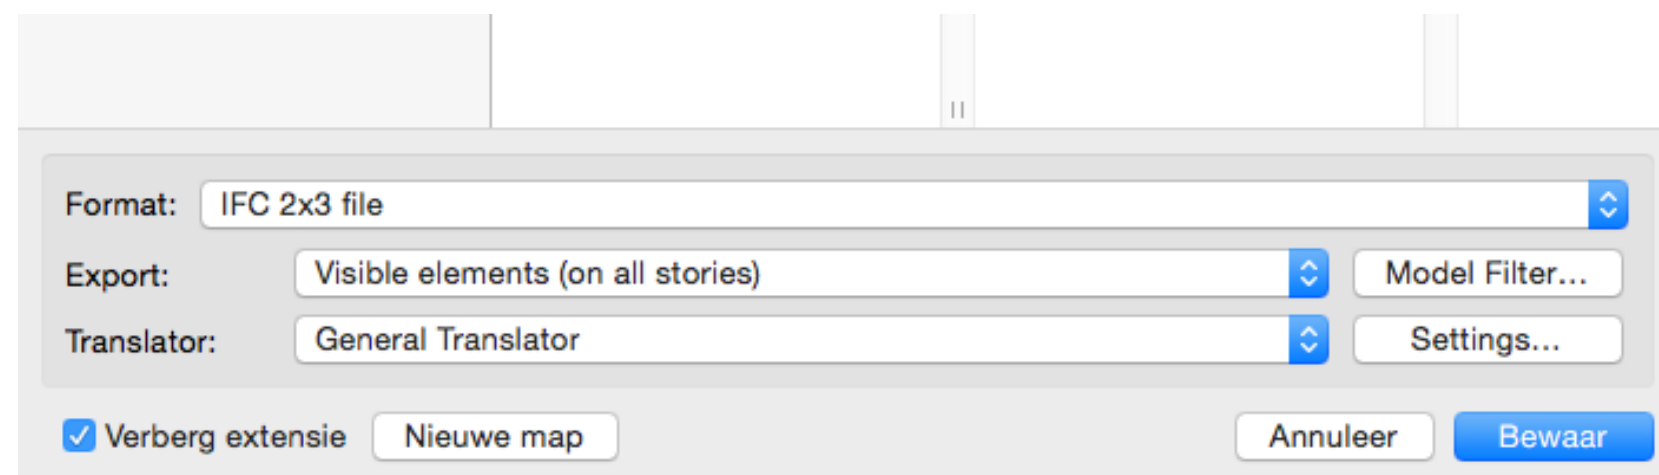 Format: IFC 2x3 file
Export: Visible elements (on all stories) Model Filter...
Translator: General Translator Settings...
Verberg extensie Nieuwe map Annuleer Bewaar